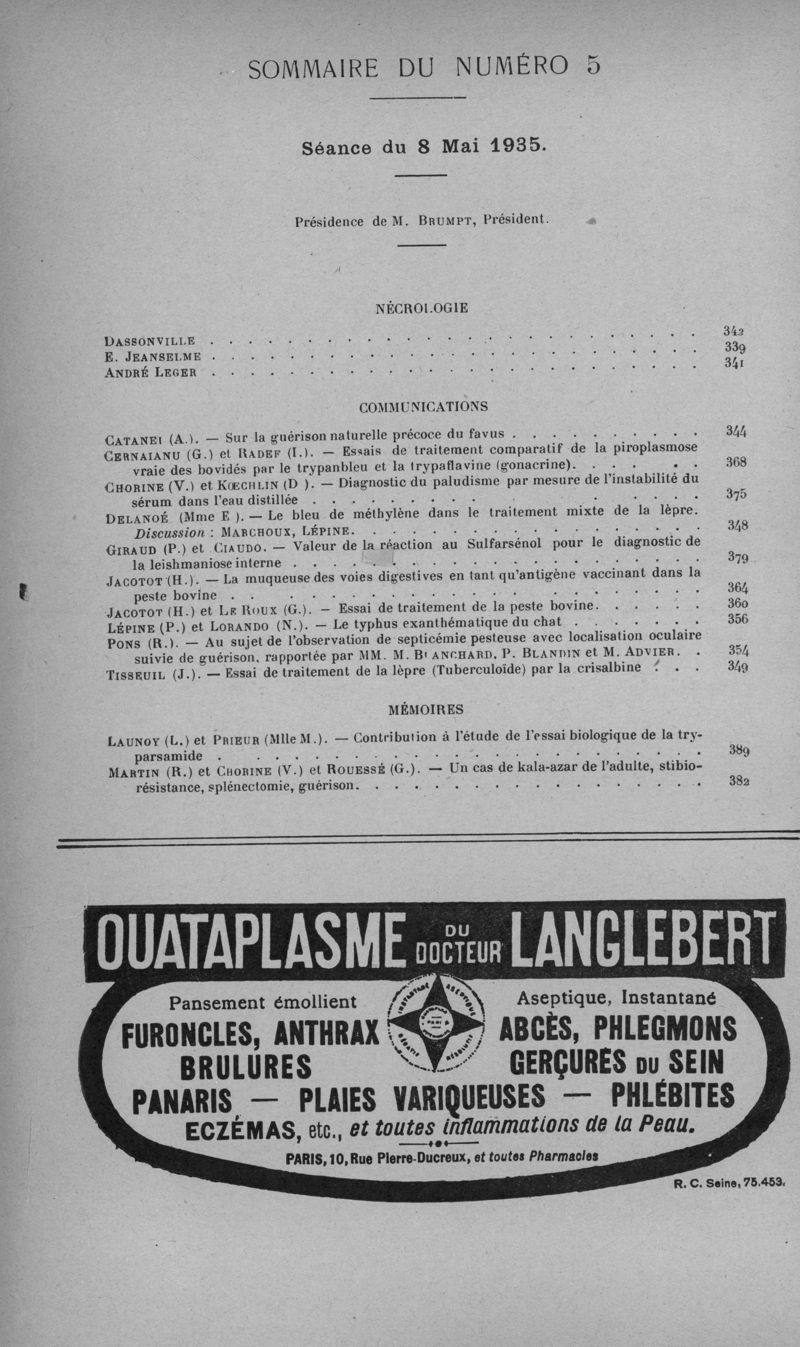 SOMMAIRE DU NUMÉRO 5
Séance du 8 Mai 1935.
Présidence de M. BRUMPT, Président.
NÉCROLOGIE
DASSONVILLE . . . . . . . . . . 342
E. JEANSELME . . . . . . . . . . 339
ANDRÉ LEGER . . . . . . . . . . 341
COMMUNICATIONS
CATANEI (A.). — Sur la guérison naturelle précoce du favus . . . . . . . . . . 344
CERNAIANU (G.) et RADEF (I.). — Essais de traitement comparatif de la piroplasmose
vraie des bovidés par le trypanbleu et la trypaflavine (gonacrine). . . . . . . 368
CHORINE (V.) et KŒCHLIN (D ). — Diagnostic du paludisme par mesure de l'instabilité du
sérum dans l'eau distillée . . . . . . . . . . 375
DELANOÉ (Mme E ). — Le bleu de méthylène dans le traitement mixte de la lèpre.
Discussion : MARCHOUX, LÉPINE. . . . . . . . . . 348
GIRAUD (P.) et CIAUDO. — Valeur de la réaction au Sulfarsénol pour le diagnostic de
la leishmaniose interne . . . . . . . . . . 379
JACOTOT (H.). — La muqueuse des voies digestives en tant qu'antigène vaccinant dans la
peste bovine . . . . . . . . . . 364
JACOTOT (H.) et LE ROUX (G.). — Essai de traitement de la peste bovine. . . . . . 360
LÉPINE (P.) et LORANDO (N.). — Le typhus exanthématique du chat . . . . . . . 356
PONS (R.). — Au sujet de l'observation de septicémie pesteuse avec localisation oculaire
suivie de guérison, rapportée par MM. M. BLANCHARD, P. BLANDIN et M. ADVIER. . 354
TISSEUIL (J.). — Essai de traitement de la lèpre (Tuberculoïde) par la crisalbine . . . 349
MÉMOIRES
LAUNOY (L.) et PRIEUR (Mlle M.). — Contribution à l'étude de l'essai biologique de la try-
parsamide . . . . . . . . . . 389
MARTIN (R.) et CHORINE (V.) et ROUESSÉ (G.). — Un cas de kala-azar de l'adulte, stibio-
résistance, splénectomie, guérison. . . . . . . . . . 382
OUATAPLASME DU DOCTEUR LANGLEBERT
Pansement émollient Aseptique, Instantané
FURONCLES, ANTHRAX ABCÈS, PHLEGMONS
BRULURES GERÇURES DU SEIN
PANARIS — PLAIES VARIQUEUSES — PHLÉBITES
ECZÉMAS, etc., et toutes inflammations de la Peau.
PARIS, 10, Rue Pierre-Ducreux, et toutes Pharmacies
R. C. Seine, 75.453.